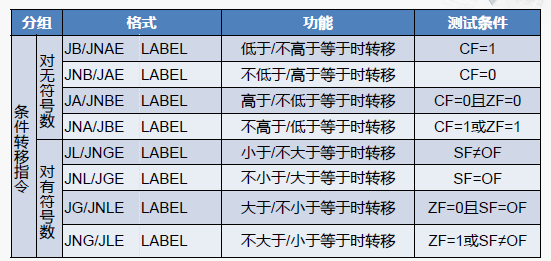 分组 格式 功能 测试条件
条件转移指令
对无符号数
JB/JNAE LABEL 低于/不高于等于时转移 CF=1
JNB/JAE LABEL 不低于/高于等于时转移 CF=0
JA/JNBE LABEL 高于/不低于等于时转移 CF=0且ZF=0
JNA/JBE LABEL 不高于/低于等于时转移 CF=1或ZF=1
对有符号数
JL/JNGE LABEL 小于/不大于等于时转移 SF≠OF
JNL/JGE LABEL 不小于/大于等于时转移 SF=OF
JG/JNLE LABEL 大于/不小于等于时转移 ZF=0且SF=OF
JNG/JLE LABEL 不大于/小于等于时转移 ZF=1或SF≠OF